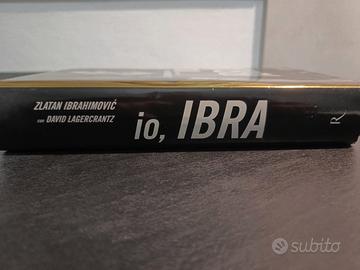 ZLATAN IBRAHIMOVIĆ
CON DAVID LAGERCRANTZ
io, IBRA
R
subito